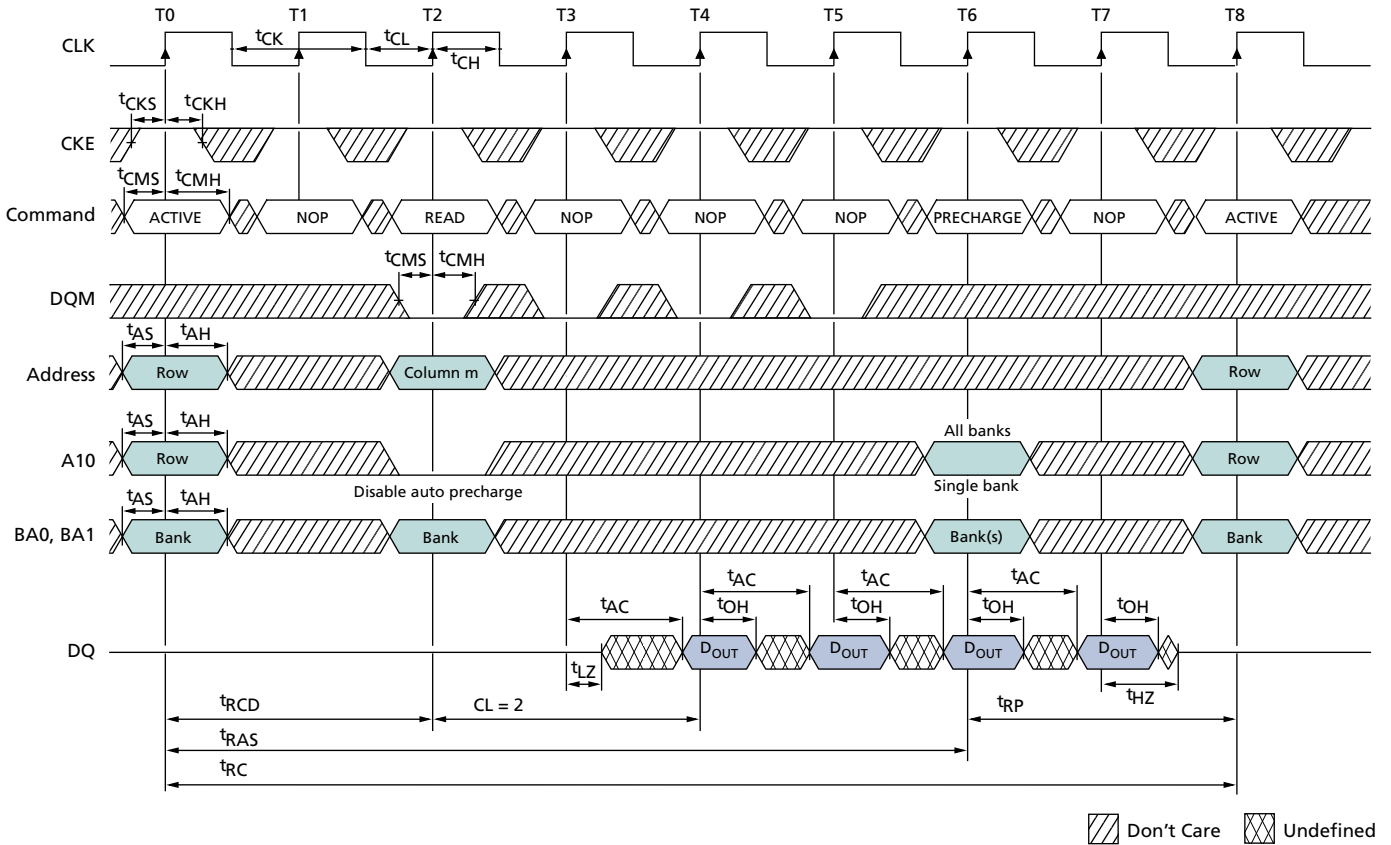 T0 T1 T2 T3 T4 T5 T6 T7 T8
CLK tCK tCL tCH
tCKS tCKH
CKE
tCMS tCMH
Command ACTIVE NOP READ NOP NOP NOP PRECHARGE NOP ACTIVE
tCMS tCMH
DQM
tAS tAH
Address Row Column m Row
tAS tAH All banks
A10 Row Row
Disable auto precharge Single bank
tAS tAH
BA0, BA1 Bank Bank Bank(s) Bank
tAC tAC tAC tAC
tOH tOH tOH tOH
DQ DOUT DOUT DOUT DOUT
tLZ tHZ
tRCD CL = 2 tRP
tRAS
tRC
Don't Care Undefined